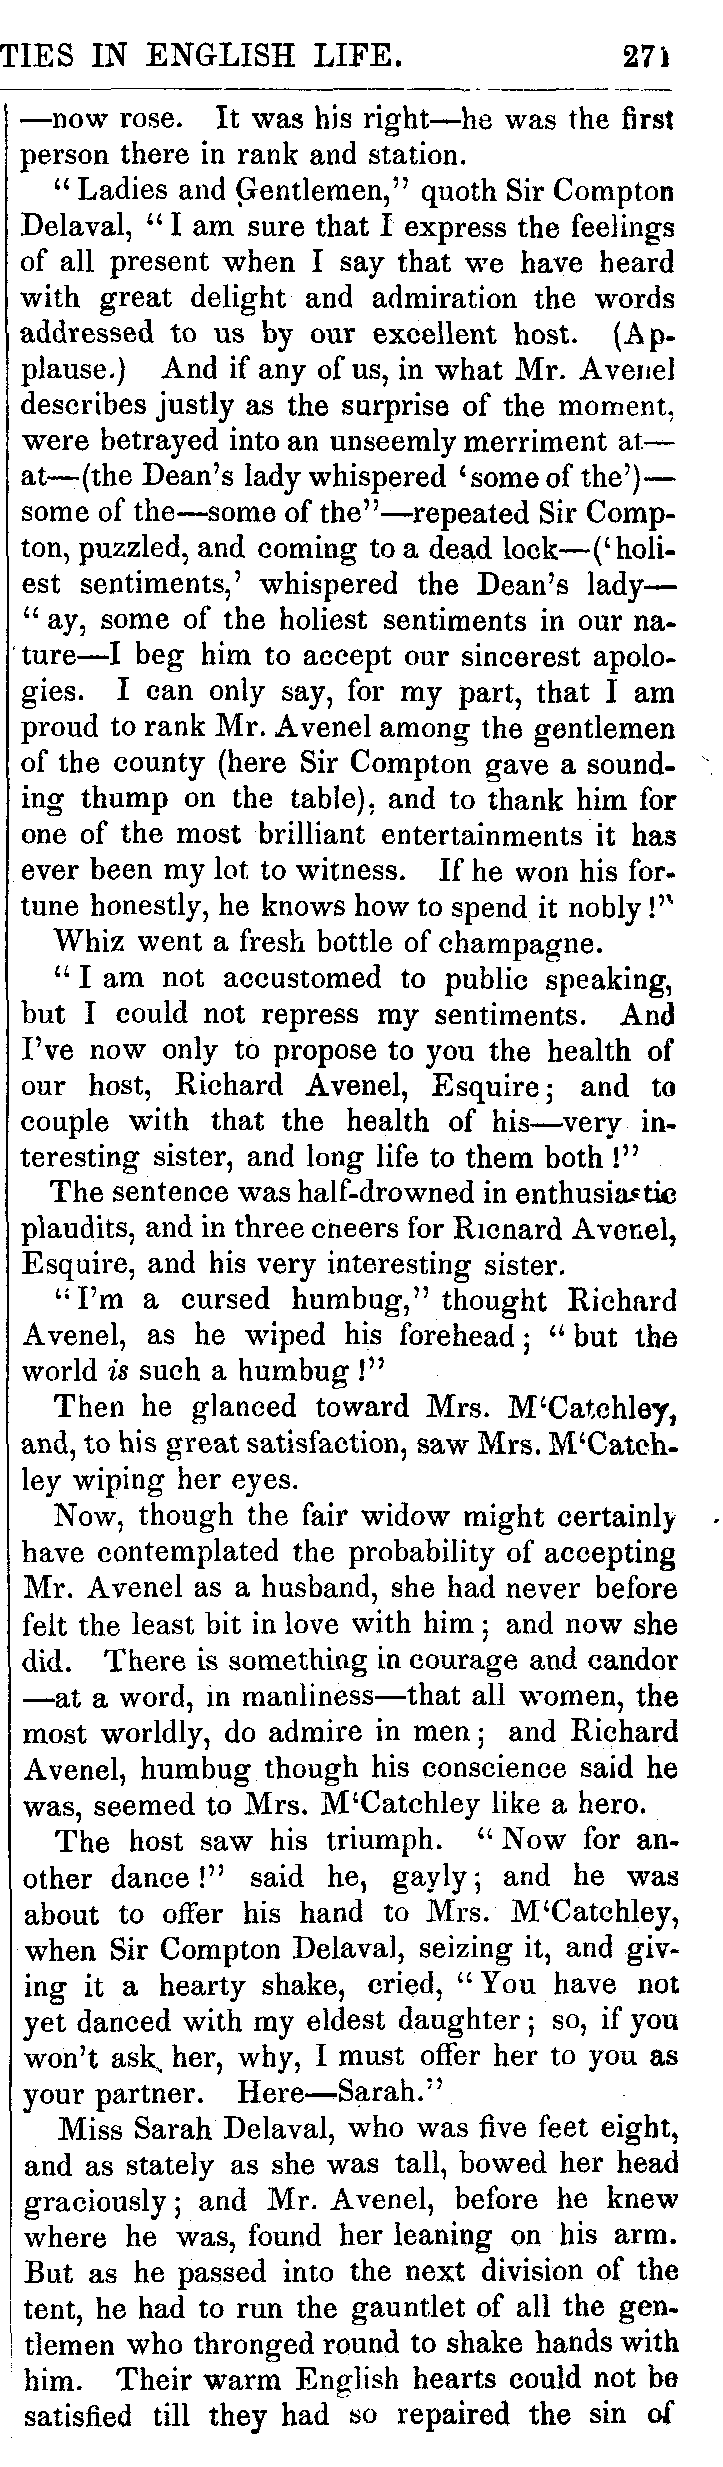 TIES IN ENGLISH LIFE. 271
—now rose. It was his right—he was the first
person there in rank and station.
"Ladies and Gentlemen," quoth Sir Compton
Delaval, "I am sure that I express the feelings
of all present when I say that we have heard
with great delight and admiration the words
addressed to us by our excellent host. (Ap-
plause.) And if any of us, in what Mr. Avenel
describes justly as the surprise of the moment,
were betrayed into an unseemly merriment at—
at—(the Dean's lady whispered 'some of the')—
some of the—some of the"—repeated Sir Comp-
ton, puzzled, and coming to a dead lock—('holi-
est sentiments,' whispered the Dean's lady—
"ay, some of the holiest sentiments in our na-
ture—I beg him to accept our sincerest apolo-
gies. I can only say, for my part, that I am
proud to rank Mr. Avenel among the gentlemen
of the county (here Sir Compton gave a sound-
ing thump on the table), and to thank him for
one of the most brilliant entertainments it has
ever been my lot to witness. If he won his for-
tune honestly, he knows how to spend it nobly!"
Whiz went a fresh bottle of champagne.
"I am not accustomed to public speaking,
but I could not repress my sentiments. And
I've now only to propose to you the health of
our host, Richard Avenel, Esquire; and to
couple with that the health of his—very in-
teresting sister, and long life to them both!"
The sentence was half-drowned in enthusiastic
plaudits, and in three cheers for Richard Avenel,
Esquire, and his very interesting sister.
"I'm a cursed humbug," thought Richard
Avenel, as he wiped his forehead; "but the
world is such a humbug!"
Then he glanced toward Mrs. M'Catchley,
and, to his great satisfaction, saw Mrs. M'Catch-
ley wiping her eyes.
Now, though the fair widow might certainly
have contemplated the probability of accepting
Mr. Avenel as a husband, she had never before
felt the least bit in love with him; and now she
did. There is something in courage and candor
—at a word, in manliness—that all women, the
most worldly, do admire in men; and Richard
Avenel, humbug though his conscience said he
was, seemed to Mrs. M'Catchley like a hero.
The host saw his triumph. "Now for an-
other dance!" said he, gayly; and he was
about to offer his hand to Mrs. M'Catchley,
when Sir Compton Delaval, seizing it, and giv-
ing it a hearty shake, cried, "You have not
yet danced with my eldest daughter; so, if you
won't ask her, why, I must offer her to you as
your partner. Here—Sarah."
Miss Sarah Delaval, who was five feet eight,
and as stately as she was tall, bowed her head
graciously; and Mr. Avenel, before he knew
where he was, found her leaning on his arm.
But as he passed into the next division of the
tent, he had to run the gauntlet of all the gen-
tlemen who thronged round to shake hands with
him. Their warm English hearts could not be
satisfied till they had so repaired the sin of